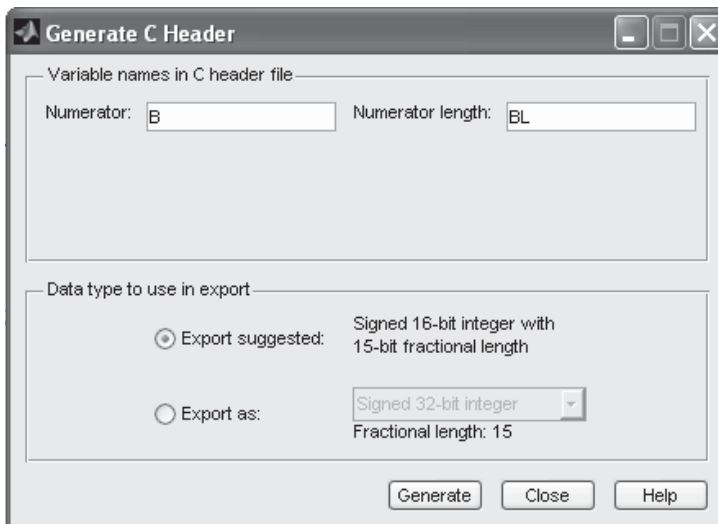 Generate C Header
Variable names in C header file
Numerator: B Numerator length: BL
Data type to use in export
Export suggested: Signed 16-bit integer with
15-bit fractional length
Export as: Signed 32-bit integer
Fractional length: 15
Generate Close Help